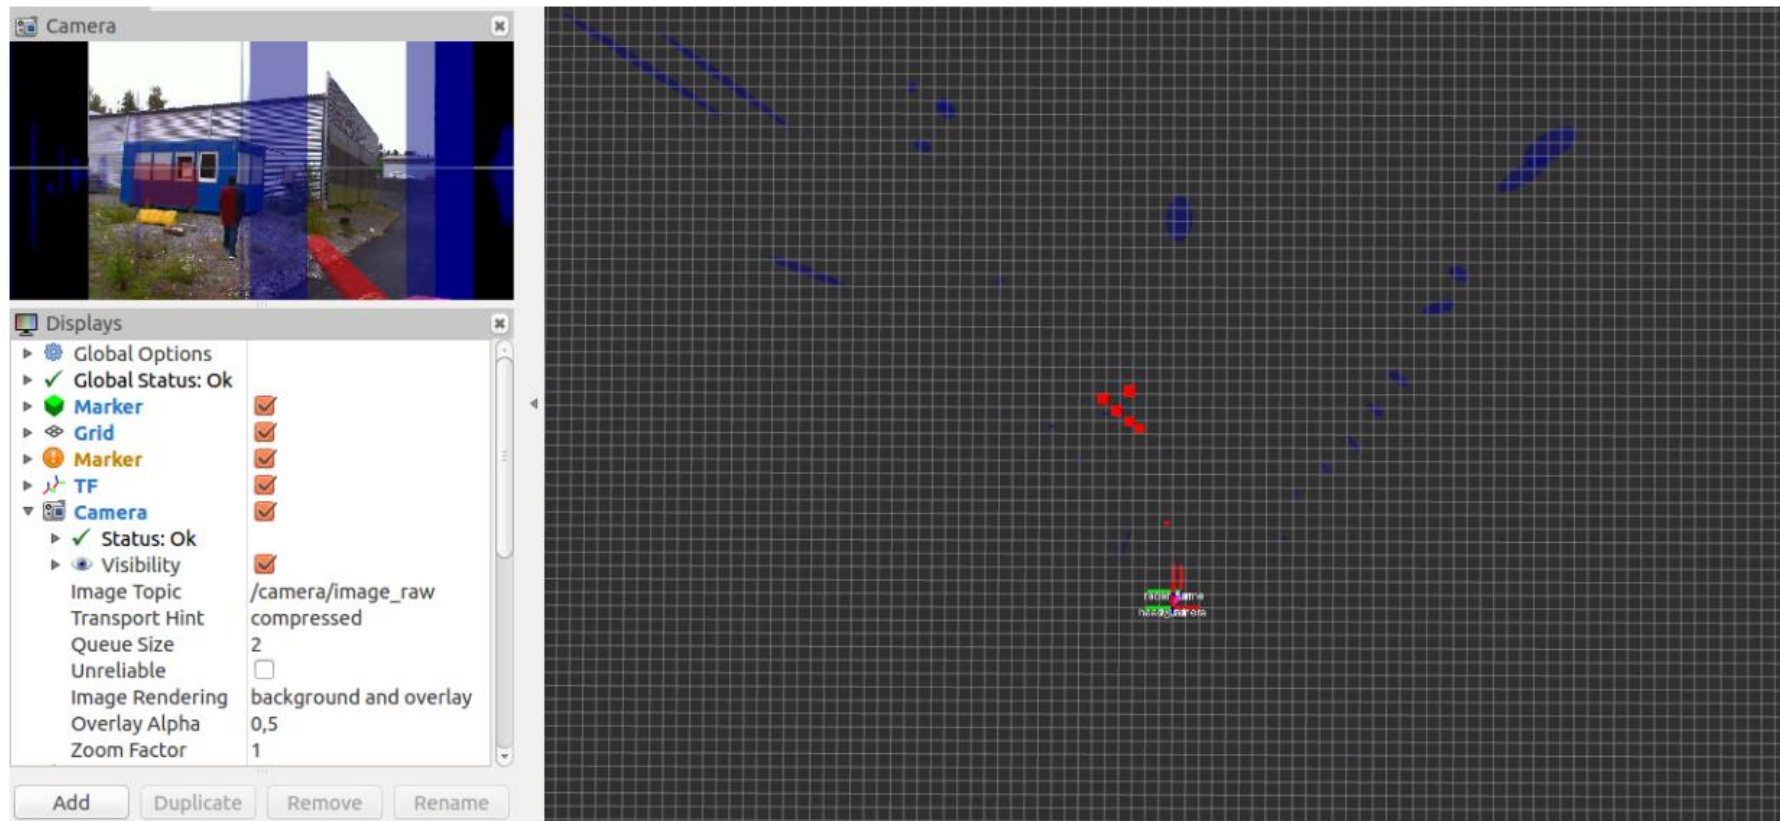 Camera
Displays
Global Options
Global Status: Ok
Marker
Grid
Marker
TF
Camera
Status: Ok
Visibility
Image Topic /camera/image_raw
Transport Hint compressed
Queue Size 2
Unreliable
Image Rendering background and overlay
Overlay Alpha 0,5
Zoom Factor 1
Add Duplicate Remove Rename